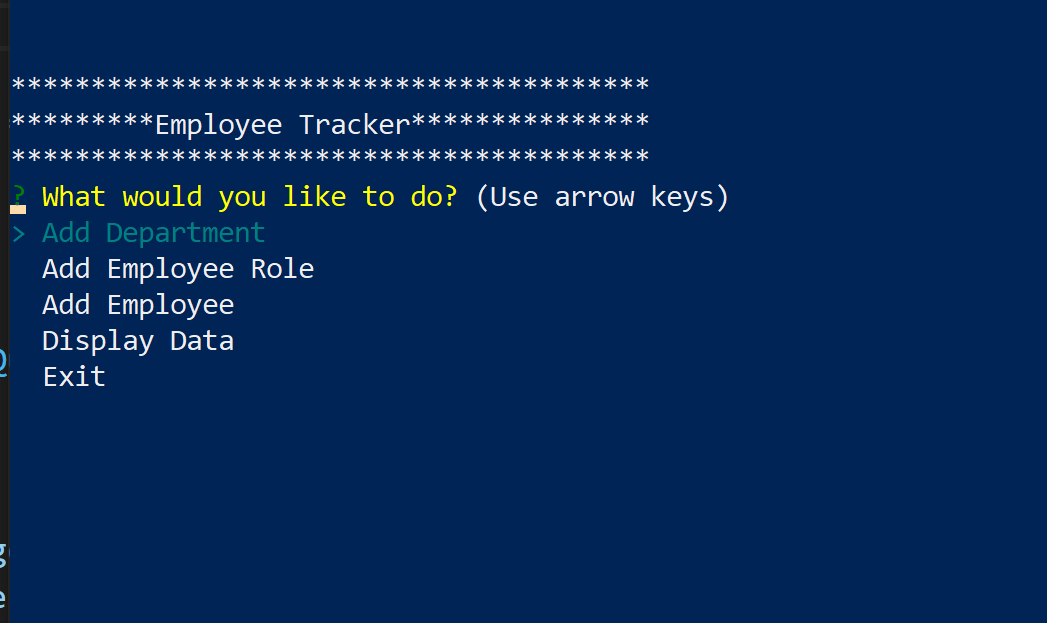 ****************************************
*********Employee Tracker***************
****************************************
? What would you like to do? (Use arrow keys)
> Add Department
Add Employee Role
Add Employee
Display Data
Exit